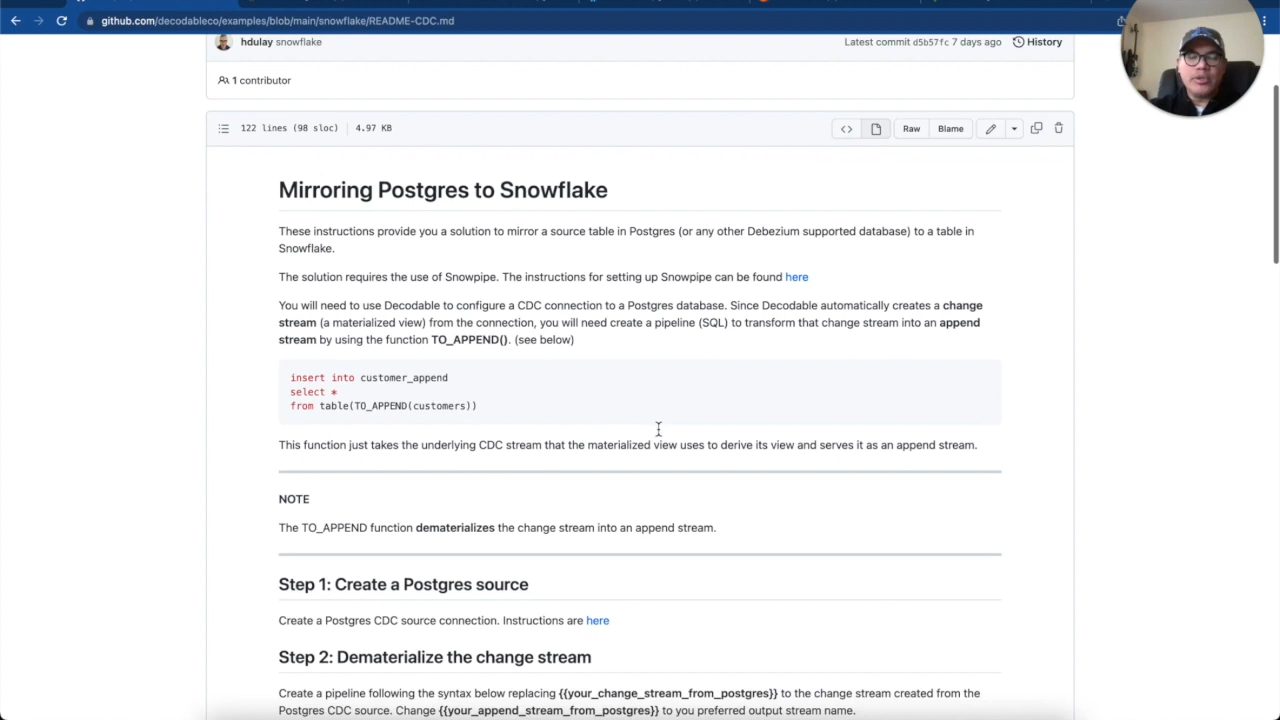 github.com/decodableco/examples/blob/main/snowflake/README-CDC.md
hdulay snowflake
Latest commit d5b57fc 7 days ago
History
1 contributor
122 lines (98 sloc)
4.97 KB
Raw
Blame
Mirroring Postgres to Snowflake
These instructions provide you a solution to mirror a source table in Postgres (or any other Debezium supported database) to a table in
Snowflake.
The solution requires the use of Snowpipe. The instructions for setting up Snowpipe can be found here
You will need to use Decodable to configure a CDC connection to a Postgres database. Since Decodable automatically creates a change
stream (a materialized view) from the connection, you will need create a pipeline (SQL) to transform that change stream into an append
stream by using the function TO_APPEND(). (see below)
insert into customer_append
select *
from table(TO_APPEND(customers))
This function just takes the underlying CDC stream that the materialized view uses to derive its view and serves it as an append stream.
NOTE
The TO_APPEND function dematerializes the change stream into an append stream.
Step 1: Create a Postgres source
Create a Postgres CDC source connection. Instructions are here
Step 2: Dematerialize the change stream
Create a pipeline following the syntax below replacing {{your_change_stream_from_postgres}} to the change stream created from the
Postgres CDC source. Change {{your_append_stream_from_postgres}} to you preferred output stream name.